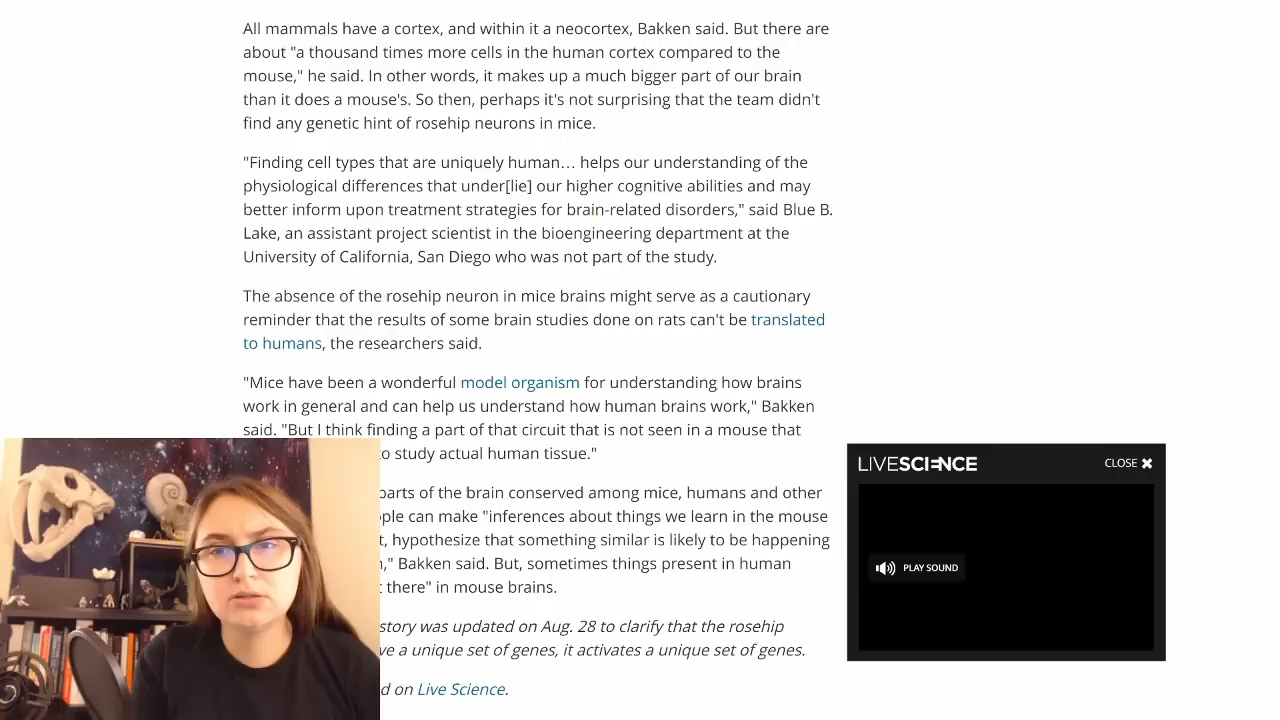 All mammals have a cortex, and within it a neocortex, Bakken said. But there are
about "a thousand times more cells in the human cortex compared to the
mouse," he said. In other words, it makes up a much bigger part of our brain
than it does a mouse's. So then, perhaps it's not surprising that the team didn't
find any genetic hint of rosehip neurons in mice.
"Finding cell types that are uniquely human… helps our understanding of the
physiological differences that under[lie] our higher cognitive abilities and may
better inform upon treatment strategies for brain-related disorders," said Blue B.
Lake, an assistant project scientist in the bioengineering department at the
University of California, San Diego who was not part of the study.
The absence of the rosehip neuron in mice brains might serve as a cautionary
reminder that the results of some brain studies done on rats can't be translated
to humans, the researchers said.
"Mice have been a wonderful model organism for understanding how brains
work in general and can help us understand how human brains work," Bakken
said. "But I think finding a part of that circuit that is not seen in a mouse that
o study actual human tissue."
parts of the brain conserved among mice, humans and other
ple can make "inferences about things we learn in the mouse
t, hypothesize that something similar is likely to be happening
," Bakken said. But, sometimes things present in human
t there" in mouse brains.
story was updated on Aug. 28 to clarify that the rosehip
ve a unique set of genes, it activates a unique set of genes.
d on Live Science.
LIVESCIENCE
CLOSE ✖
PLAY SOUND